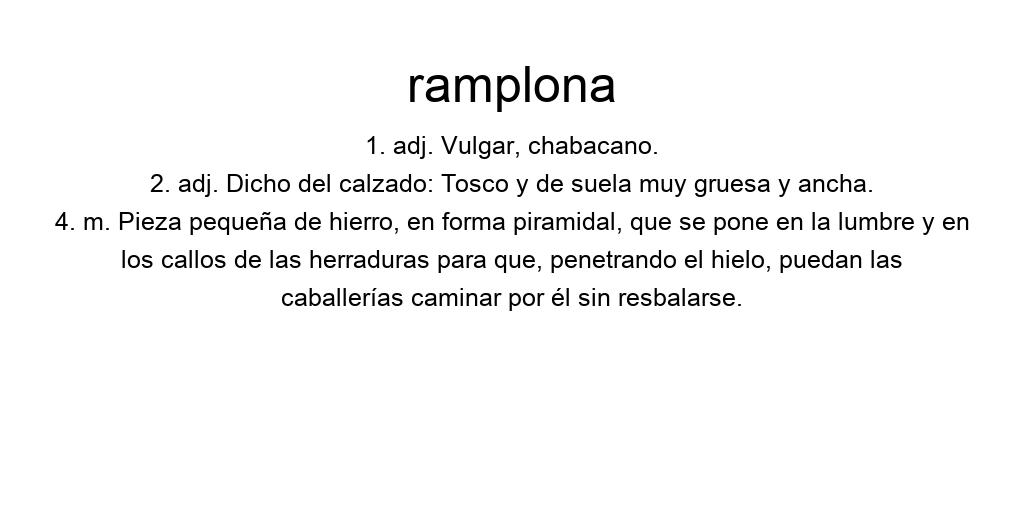 ramplona
1. adj. Vulgar, chabacano.
2. adj. Dicho del calzado: Tosco y de suela muy gruesa y ancha.
4. m. Pieza pequeña de hierro, en forma piramidal, que se pone en la lumbre y en
los callos de las herraduras para que, penetrando el hielo, puedan las
caballerías caminar por él sin resbalarse.